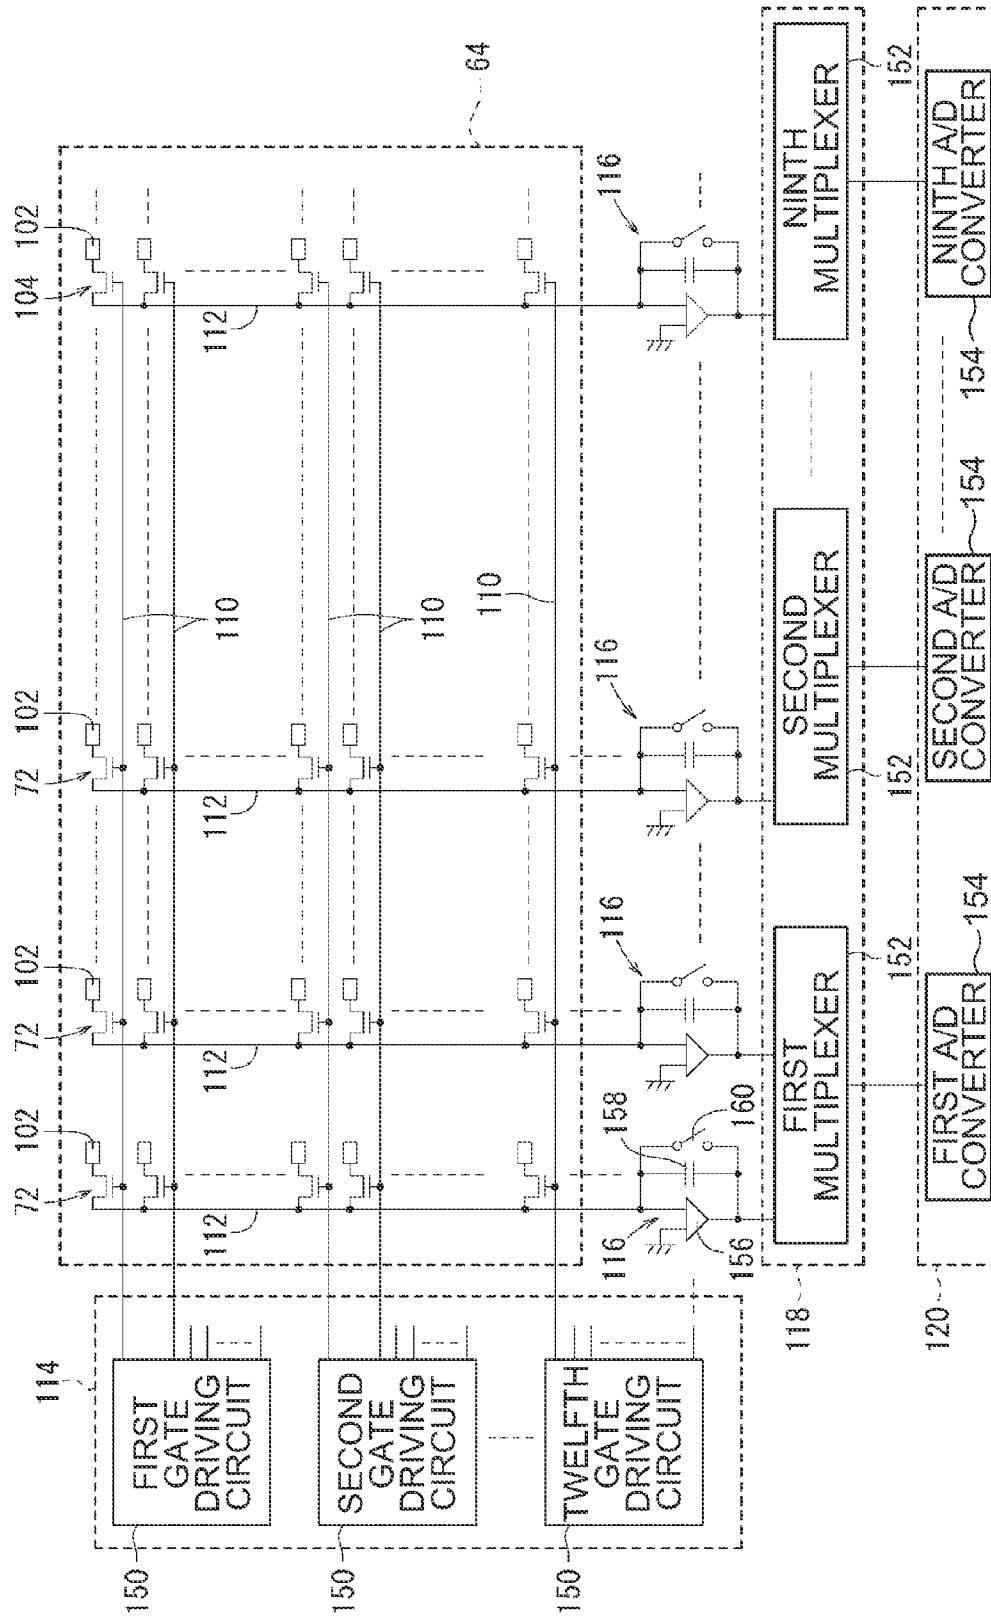 114
150
FIRST
GATE
DRIVING
CIRCUIT
150
SECOND
GATE
DRIVING
CIRCUIT
150
TWELFTH
GATE
DRIVING
CIRCUIT
72
102
72
102
72
102
104
102
64
112
112
112
112
110
110
110
116
156
158
160
116
116
116
118
FIRST
MULTIPLEXER
152
SECOND
MULTIPLEXER
152
NINTH
MULTIPLEXER
152
120
FIRST A/D
CONVERTER
154
SECOND A/D
CONVERTER
154
NINTH A/D
CONVERTER
154